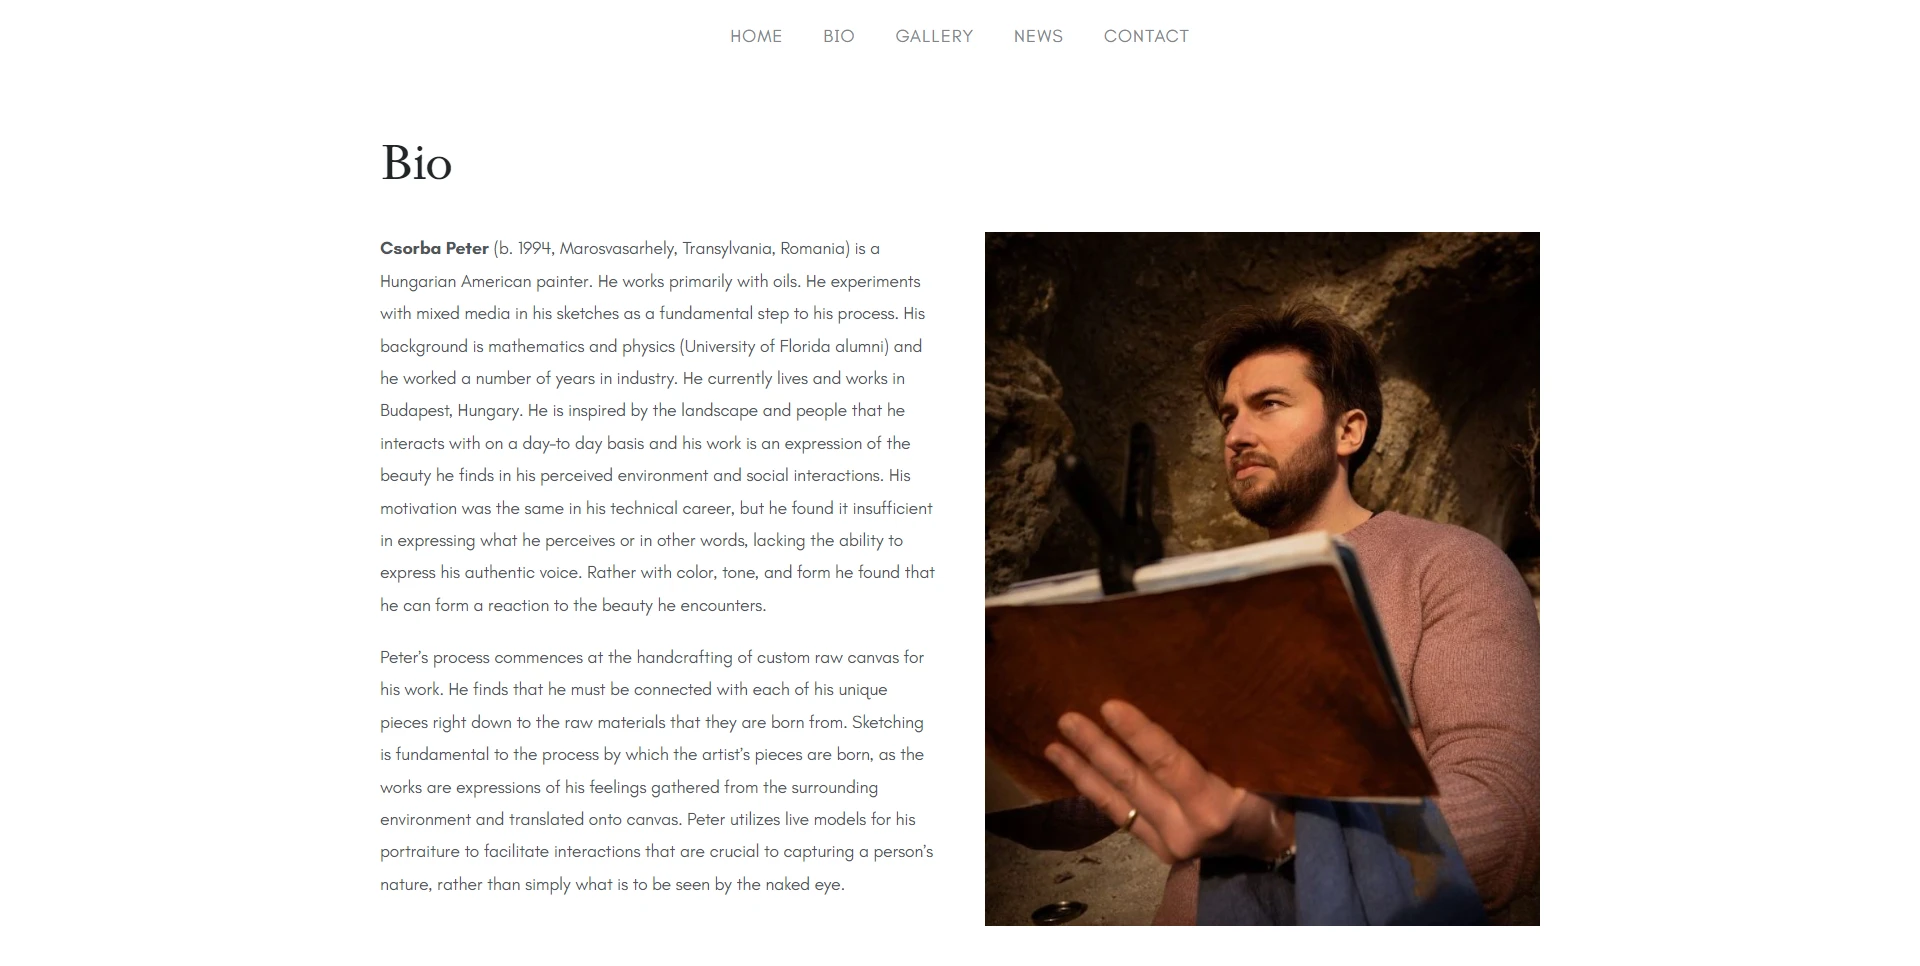 HOME BIO GALLERY NEWS CONTACT
Bio
Csorba Peter (b. 1994, Marosvasarhely, Transylvania, Romania) is a
Hungarian American painter. He works primarily with oils. He experiments
with mixed media in his sketches as a fundamental step to his process. His
background is mathematics and physics (University of Florida alumni) and
he worked a number of years in industry. He currently lives and works in
Budapest, Hungary. He is inspired by the landscape and people that he
interacts with on a day-to day basis and his work is an expression of the
beauty he finds in his perceived environment and social interactions. His
motivation was the same in his technical career, but he found it insufficient
in expressing what he perceives or in other words, lacking the ability to
express his authentic voice. Rather with color, tone, and form he found that
he can form a reaction to the beauty he encounters.
Peter’s process commences at the handcrafting of custom raw canvas for
his work. He finds that he must be connected with each of his unique
pieces right down to the raw materials that they are born from. Sketching
is fundamental to the process by which the artist’s pieces are born, as the
works are expressions of his feelings gathered from the surrounding
environment and translated onto canvas. Peter utilizes live models for his
portraiture to facilitate interactions that are crucial to capturing a person’s
nature, rather than simply what is to be seen by the naked eye.